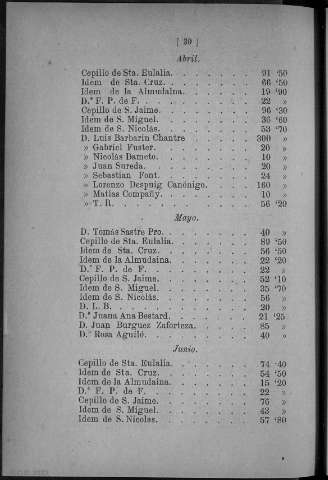 [ 30 ]
Abril.
Cepillo de Sta. Eulalia. . . . . . . . 91 '50
Idem de Sta. Cruz. . . . . . . . 66 '50
Idem de la Almudaina. . . . . . . 19 '90
D.ª F. P. de F. . . . . . . . . 22 »
Cepillo de S. Jaime. . . . . . . . 96 '30
Idem de S. Miguel. . . . . . . . 36 '60
Idem de S. Nicolás. . . . . . . . 53 '70
D. Luis Barbarin Chantre . . . . . . 300 »
» Gabriel Fuster. . . . . . . . 20 »
» Nicolás Dameto. . . . . . . . 10 »
» Juan Sureda. . . . . . . . . 20 »
» Sebastian Font. . . . . . . . 24 »
» Lorenzo Despuig Canónigo. . . . . 160 »
» Matías Compañy. . . . . . . . 10 »
» T. R. . . . . . . . . . . 56 '20
Mayo.
D. Tomás Sastre Pro. . . . . . . . 40 »
Cepillo de Sta. Eulalia. . . . . . . 89 '50
Idem de Sta. Cruz. . . . . . . . 56 '50
Idem de la Almudaina. . . . . . . 22 '20
D.ª F. P. de F. . . . . . . . . 22 »
Cepillo de S. Jaime. . . . . . . . 52 '10
Idem de S. Miguel. . . . . . . . 35 '70
Idem de S. Nicolás. . . . . . . . 56 »
D. L. B. . . . . . . . . . . 20 »
D.ª Juana Ana Bestard. . . . . . . 21 '25
D. Juan Burguez Zaforteza. . . . . . 85 »
D.ª Rosa Aguiló. . . . . . . . . 40 »
Junio.
Cepillo de Sta. Eulalia. . . . . . . 74 '40
Idem de Sta. Cruz. . . . . . . . 54 '50
Idem de la Almudaina. . . . . . . 15 '20
D.ª F. P. de F. . . . . . . . . 22 »
Cepillo de S. Jaime. . . . . . . . 76 »
Idem de S. Miguel. . . . . . . . 43 »
Idem de S. Nicolas. . . . . . . . 57 '80